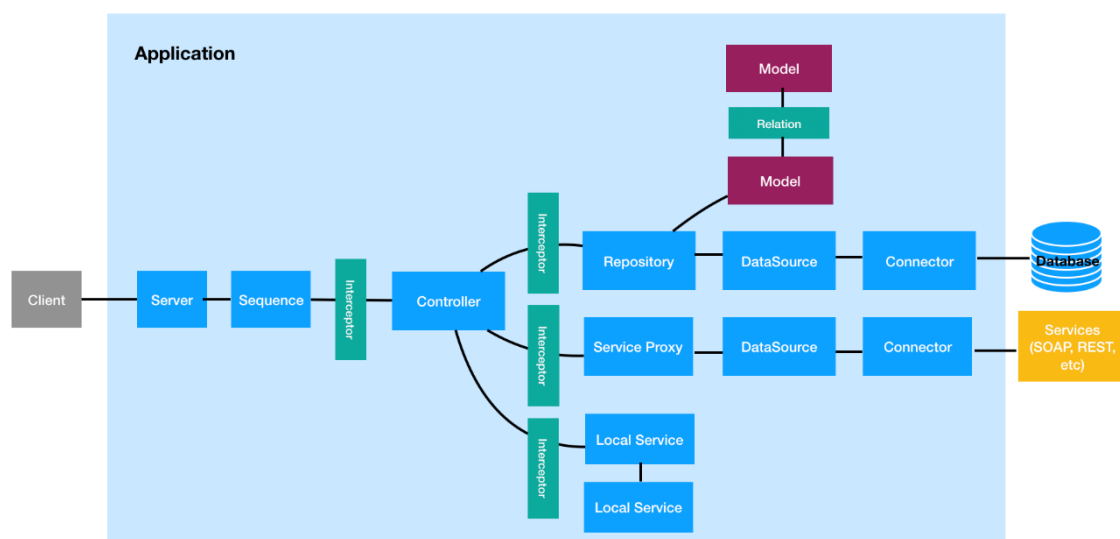 Application
Model
Relation
Model
Interceptor
Repository
DataSource
Connector
Database
Client
Server
Sequence
Interceptor
Controller
Interceptor
Service Proxy
DataSource
Connector
Services
(SOAP, REST,
etc)
Interceptor
Local Service
Local Service